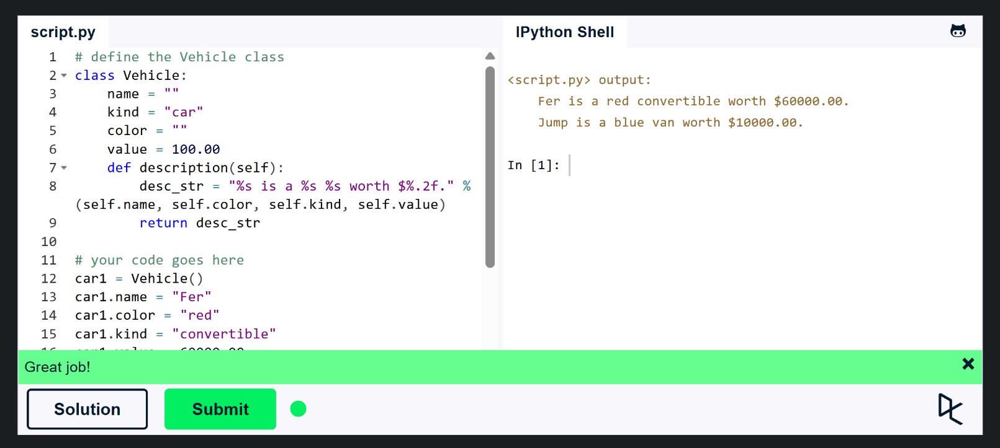 script.py
IPython Shell
1 # define the Vehicle class
2 class Vehicle:
3     name = ""
4     kind = "car"
5     color = ""
6     value = 100.00
7     def description(self):
8         desc_str = "%s is a %s %s worth $%.2f." %
(self.name, self.color, self.kind, self.value)
9         return desc_str
10
11 # your code goes here
12 car1 = Vehicle()
13 car1.name = "Fer"
14 car1.color = "red"
15 car1.kind = "convertible"
16 car1.value = 60000.00
<script.py> output:
    Fer is a red convertible worth $60000.00.
    Jump is a blue van worth $10000.00.
In [1]:
Great job!
Solution
Submit